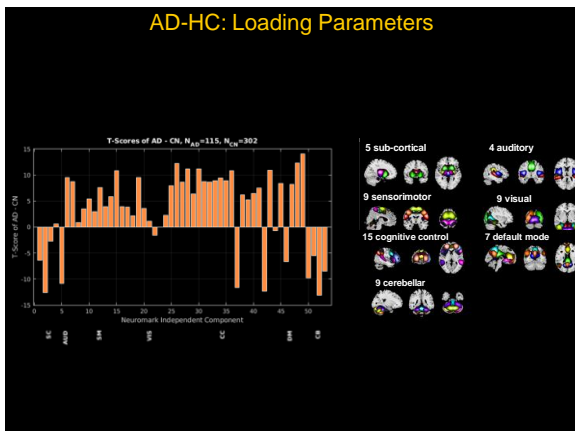 AD-HC: Loading Parameters
T-Scores of AD - CN, N_AD=115, N_CN=302
T-Score of AD - CN
15
10
5
0
-5
-10
-15
0 5 10 15 20 25 30 35 40 45 50
Neuromark Independent Component
SC AUD SM VIS CC DM CB
5 sub-cortical 4 auditory
9 sensorimotor 9 visual
15 cognitive control 7 default mode
9 cerebellar